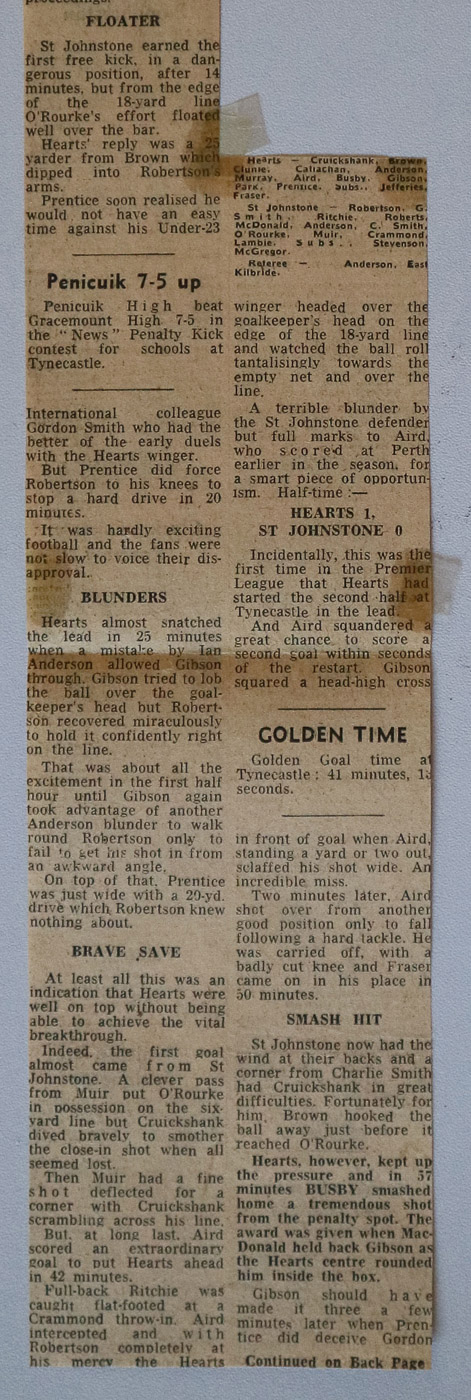 FLOATER
St Johnstone earned the
first free kick, in a dan-
gerous position, after 14
minutes, but from the edge
of the 18-yard line
O'Rourke's effort floated
well over the bar.
Hearts' reply was a 25
yarder from Brown which
dipped into Robertson's
arms.
Prentice soon realised he
would not have an easy
time against his Under-23
Penicuik 7-5 up
Penicuik High beat
Gracemount High 7-5 in
the "News" Penalty Kick
contest for schools at
Tynecastle.
International colleague
Gordon Smith who had the
better of the early duels
with the Hearts winger.
But Prentice did force
Robertson to his knees to
stop a hard drive in 20
minutes.
It was hardly exciting
football and the fans were
not slow to voice their dis-
approval.
BLUNDERS
Hearts almost snatched
the lead in 25 minutes
when a mistake by Ian
Anderson allowed Gibson
through. Gibson tried to lob
the ball over the goal-
keeper's head but Robert-
son recovered miraculously
to hold it confidently right
on the line.
That was about all the
excitement in the first half
hour until Gibson again
took advantage of another
Anderson blunder to walk
round Robertson only to
fail to get his shot in from
an awkward angle.
On top of that, Prentice
was just wide with a 20-yd.
drive which Robertson knew
nothing about.
BRAVE SAVE
At least all this was an
indication that Hearts were
well on top without being
able to achieve the vital
breakthrough.
Indeed, the first goal
almost came from St
Johnstone. A clever pass
from Muir put O'Rourke
in possession on the six-
yard line but Cruickshank
dived bravely to smother
the close-in shot when all
seemed lost.
Then Muir had a fine
shot deflected for a
corner with Cruickshank
scrambling across his line.
But, at long last, Aird
scored an extraordinary
goal to put Hearts ahead
in 42 minutes.
Full-back Ritchie was
caught flat-footed at a
Crammond throw-in. Aird
intercepted and with
Robertson completely at
his mercy the Hearts
Hearts — Cruickshank, Brown,
Clunie, Callachan, Anderson,
Murray, Aird, Busby, Gibson,
Park, Prentice. Subs., Jefferies,
Fraser.
St Johnstone — Robertson, G.
Smith, Ritchie, Roberts,
McDonald, Anderson, C. Smith,
O'Rourke, Muir, Crammond,
Lambie. Subs., Stevenson,
McGregor.
Referee — Anderson, East
Kilbride.
winger headed over the
goalkeeper's head on the
edge of the 18-yard line
and watched the ball roll
tantalisingly towards the
empty net and over the
line.
A terrible blunder by
the St Johnstone defender
but full marks to Aird,
who scored at Perth
earlier in the season, for
a smart piece of opportun-
ism. Half-time :—
HEARTS 1,
ST JOHNSTONE 0
Incidentally, this was the
first time in the Premier
League that Hearts had
started the second half at
Tynecastle in the lead.
And Aird squandered a
great chance to score a
second goal within seconds
of the restart. Gibson
squared a head-high cross
GOLDEN TIME
Golden Goal time at
Tynecastle : 41 minutes,
seconds.
in front of goal when Aird,
standing a yard or two out,
sclaffed his shot wide. An
incredible miss.
Two minutes later, Aird
shot over from another
good position only to fall
following a hard tackle. He
was carried off, with a
badly cut knee and Fraser
came on in his place in
50 minutes.
SMASH HIT
St Johnstone now had the
wind at their backs and a
corner from Charlie Smith
had Cruickshank in great
difficulties. Fortunately for
him, Brown hooked the
ball away just before it
reached O'Rourke.
Hearts, however, kept up
the pressure and in 57
minutes BUSBY smashed
home a tremendous shot
from the penalty spot. The
award was given when Mac-
Donald held back Gibson as
the Hearts centre rounded
him inside the box.
Gibson should have
made it three a few
minutes later when Pren-
tice did deceive Gordon
Continued on Back Page